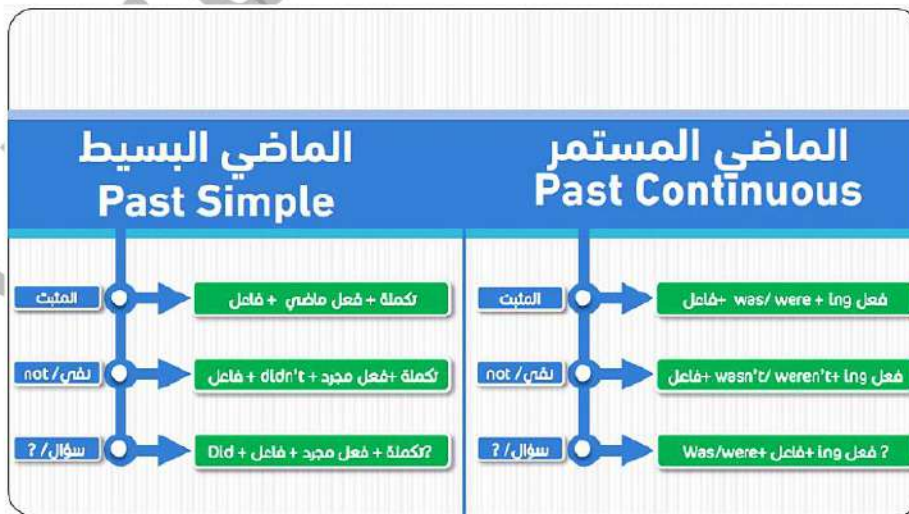 الماضي البسيط
Past Simple
المثبت
فاعل + فعل ماضي + تكملة
نفي/ not
فاعل + didn't + فعل مجرد+ تكملة
سؤال/ ?
Did + فاعل + فعل مجرد + تكملة?
الماضي المستمر
Past Continuous
المثبت
فاعل+ was/ were + ing فعل
نفي/ not
فاعل+ wasn't/ weren't+ ing فعل
سؤال/ ?
Was/were+ فاعل+ ing فعل ?